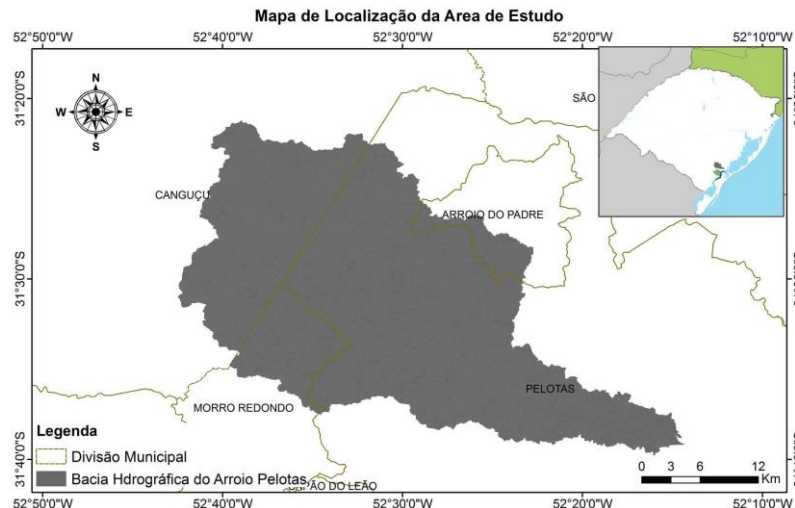 Mapa de Localização da Area de Estudo
52°50'0"W 52°40'0"W 52°30'0"W 52°20'0"W 52°10'0"W
N
W E
S
31°20'0"S
31°30'0"S
31°40'0"S
SÃO
CANGUÇU
ARROIO DO PADRE
PELOTAS
MORRO REDONDO
Legenda
Divisão Municipal
Bacia Hdrográfica do Arroio Pelotas
DO LEÃO
0 3 6 12
Km
52°50'0"W 52°40'0"W 52°30'0"W 52°20'0"W 52°10'0"W